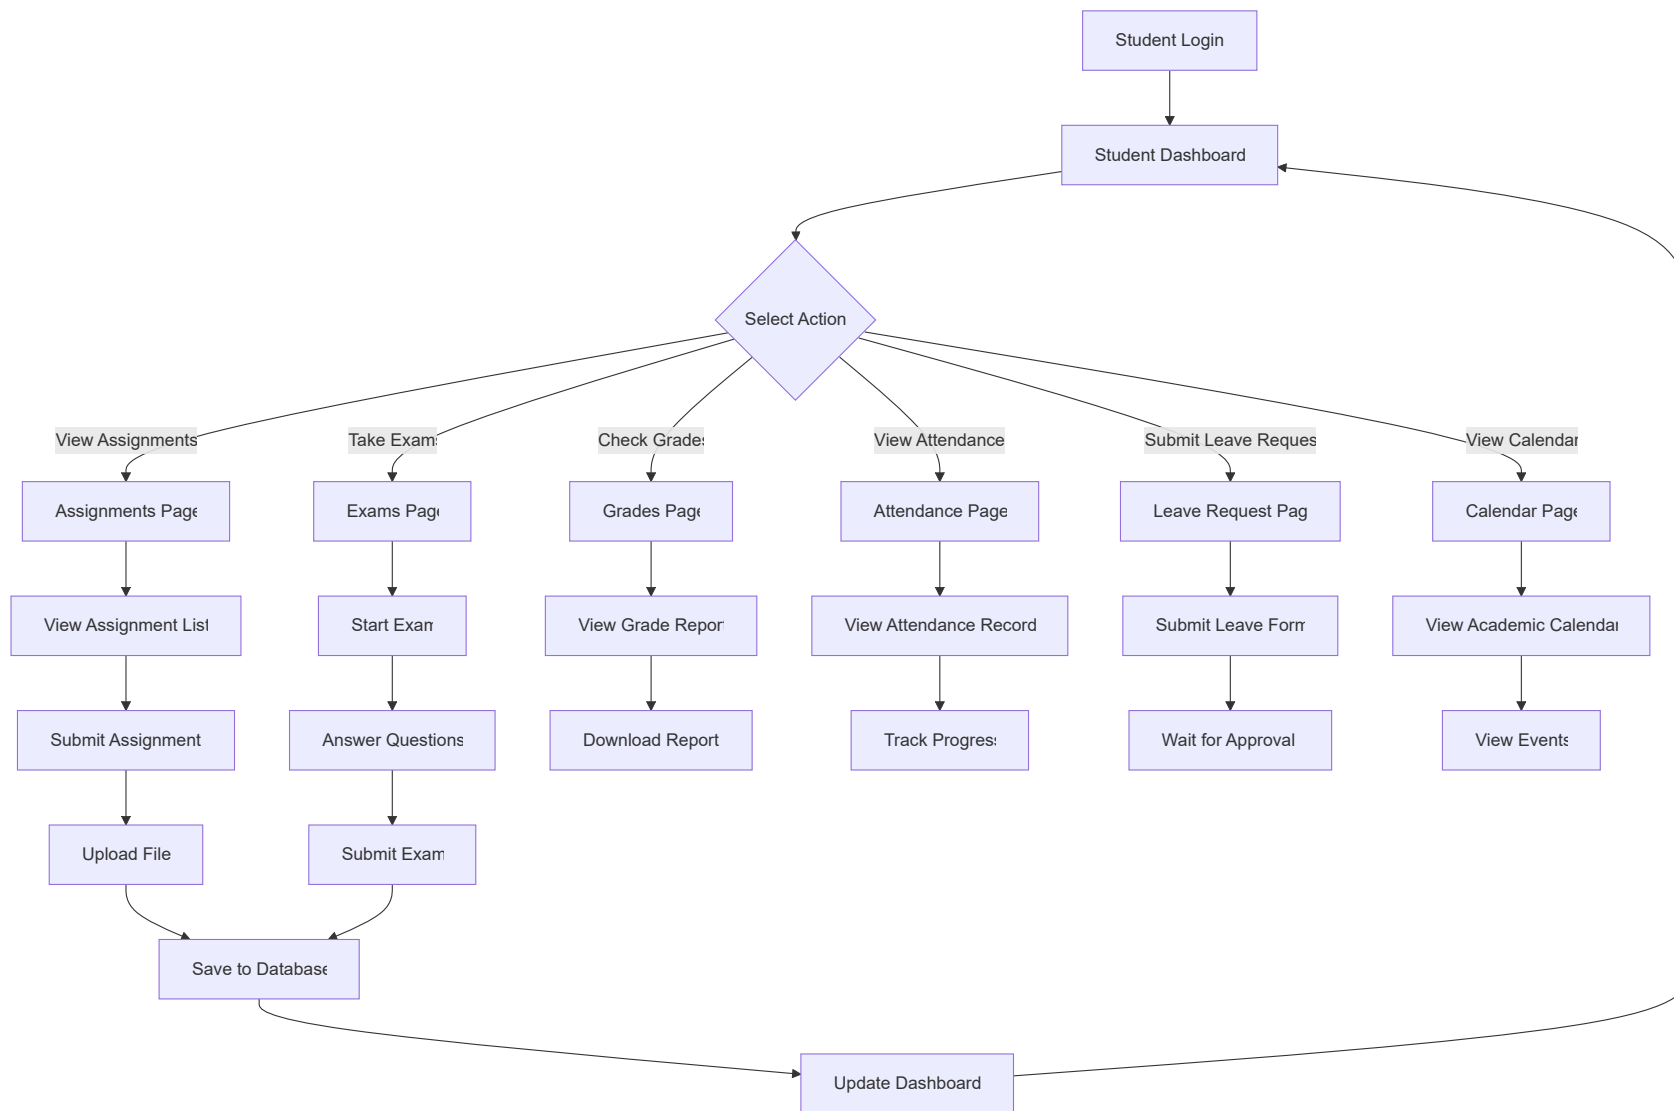 Student Login
Student Dashboard
Select Action
View Assignments
Take Exams
Check Grades
View Attendance
Submit Leave Reques
View Calendar
Assignments Page
Exams Page
Grades Page
Attendance Page
Leave Request Pag
Calendar Page
View Assignment List
Start Exam
View Grade Repor
View Attendance Record
Submit Leave Form
View Academic Calendar
Submit Assignment
Answer Questions
Download Report
Track Progress
Wait for Approval
View Events
Upload File
Submit Exam
Save to Database
Update Dashboard